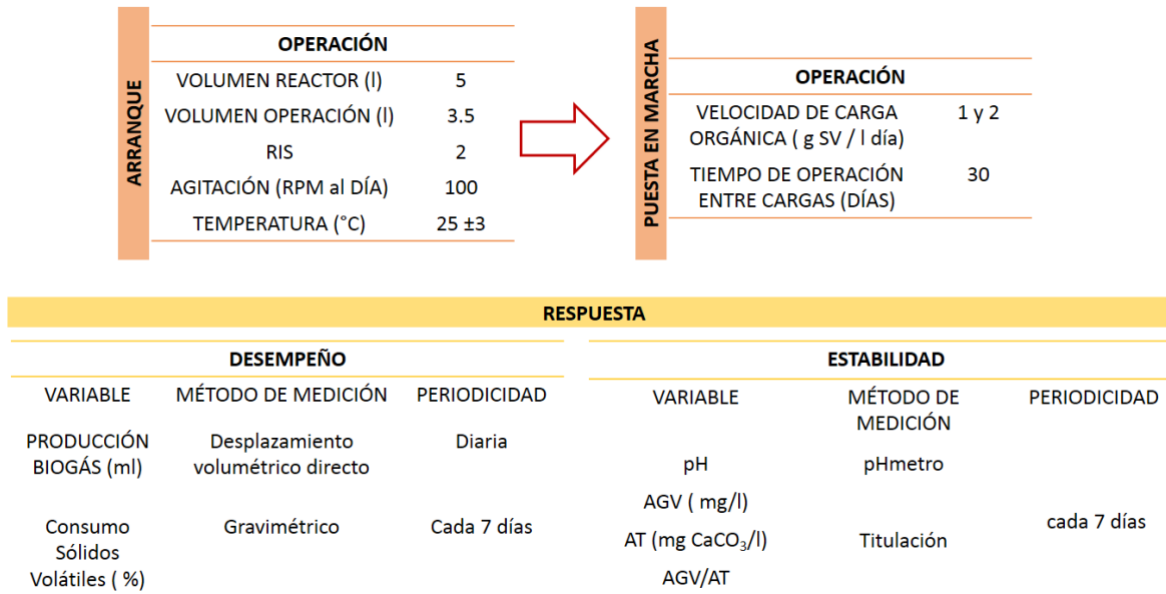 ARRANQUE
OPERACIÓN
VOLUMEN REACTOR (l) 5
VOLUMEN OPERACIÓN (l) 3.5
RIS 2
AGITACIÓN (RPM al DÍA) 100
TEMPERATURA (°C) 25 ±3
PUESTA EN MARCHA
OPERACIÓN
VELOCIDAD DE CARGA 1 y 2
ORGÁNICA ( g SV / l día)
TIEMPO DE OPERACIÓN 30
ENTRE CARGAS (DÍAS)
RESPUESTA
DESEMPEÑO
VARIABLE MÉTODO DE MEDICIÓN PERIODICIDAD
PRODUCCIÓN Desplazamiento Diaria
BIOGÁS (ml) volumétrico directo
Consumo Gravimétrico Cada 7 días
Sólidos
Volátiles ( %)
ESTABILIDAD
VARIABLE MÉTODO DE PERIODICIDAD
MEDICIÓN
pH pHmetro
AGV ( mg/l)
cada 7 días
AT (mg CaCO₃/l) Titulación
AGV/AT